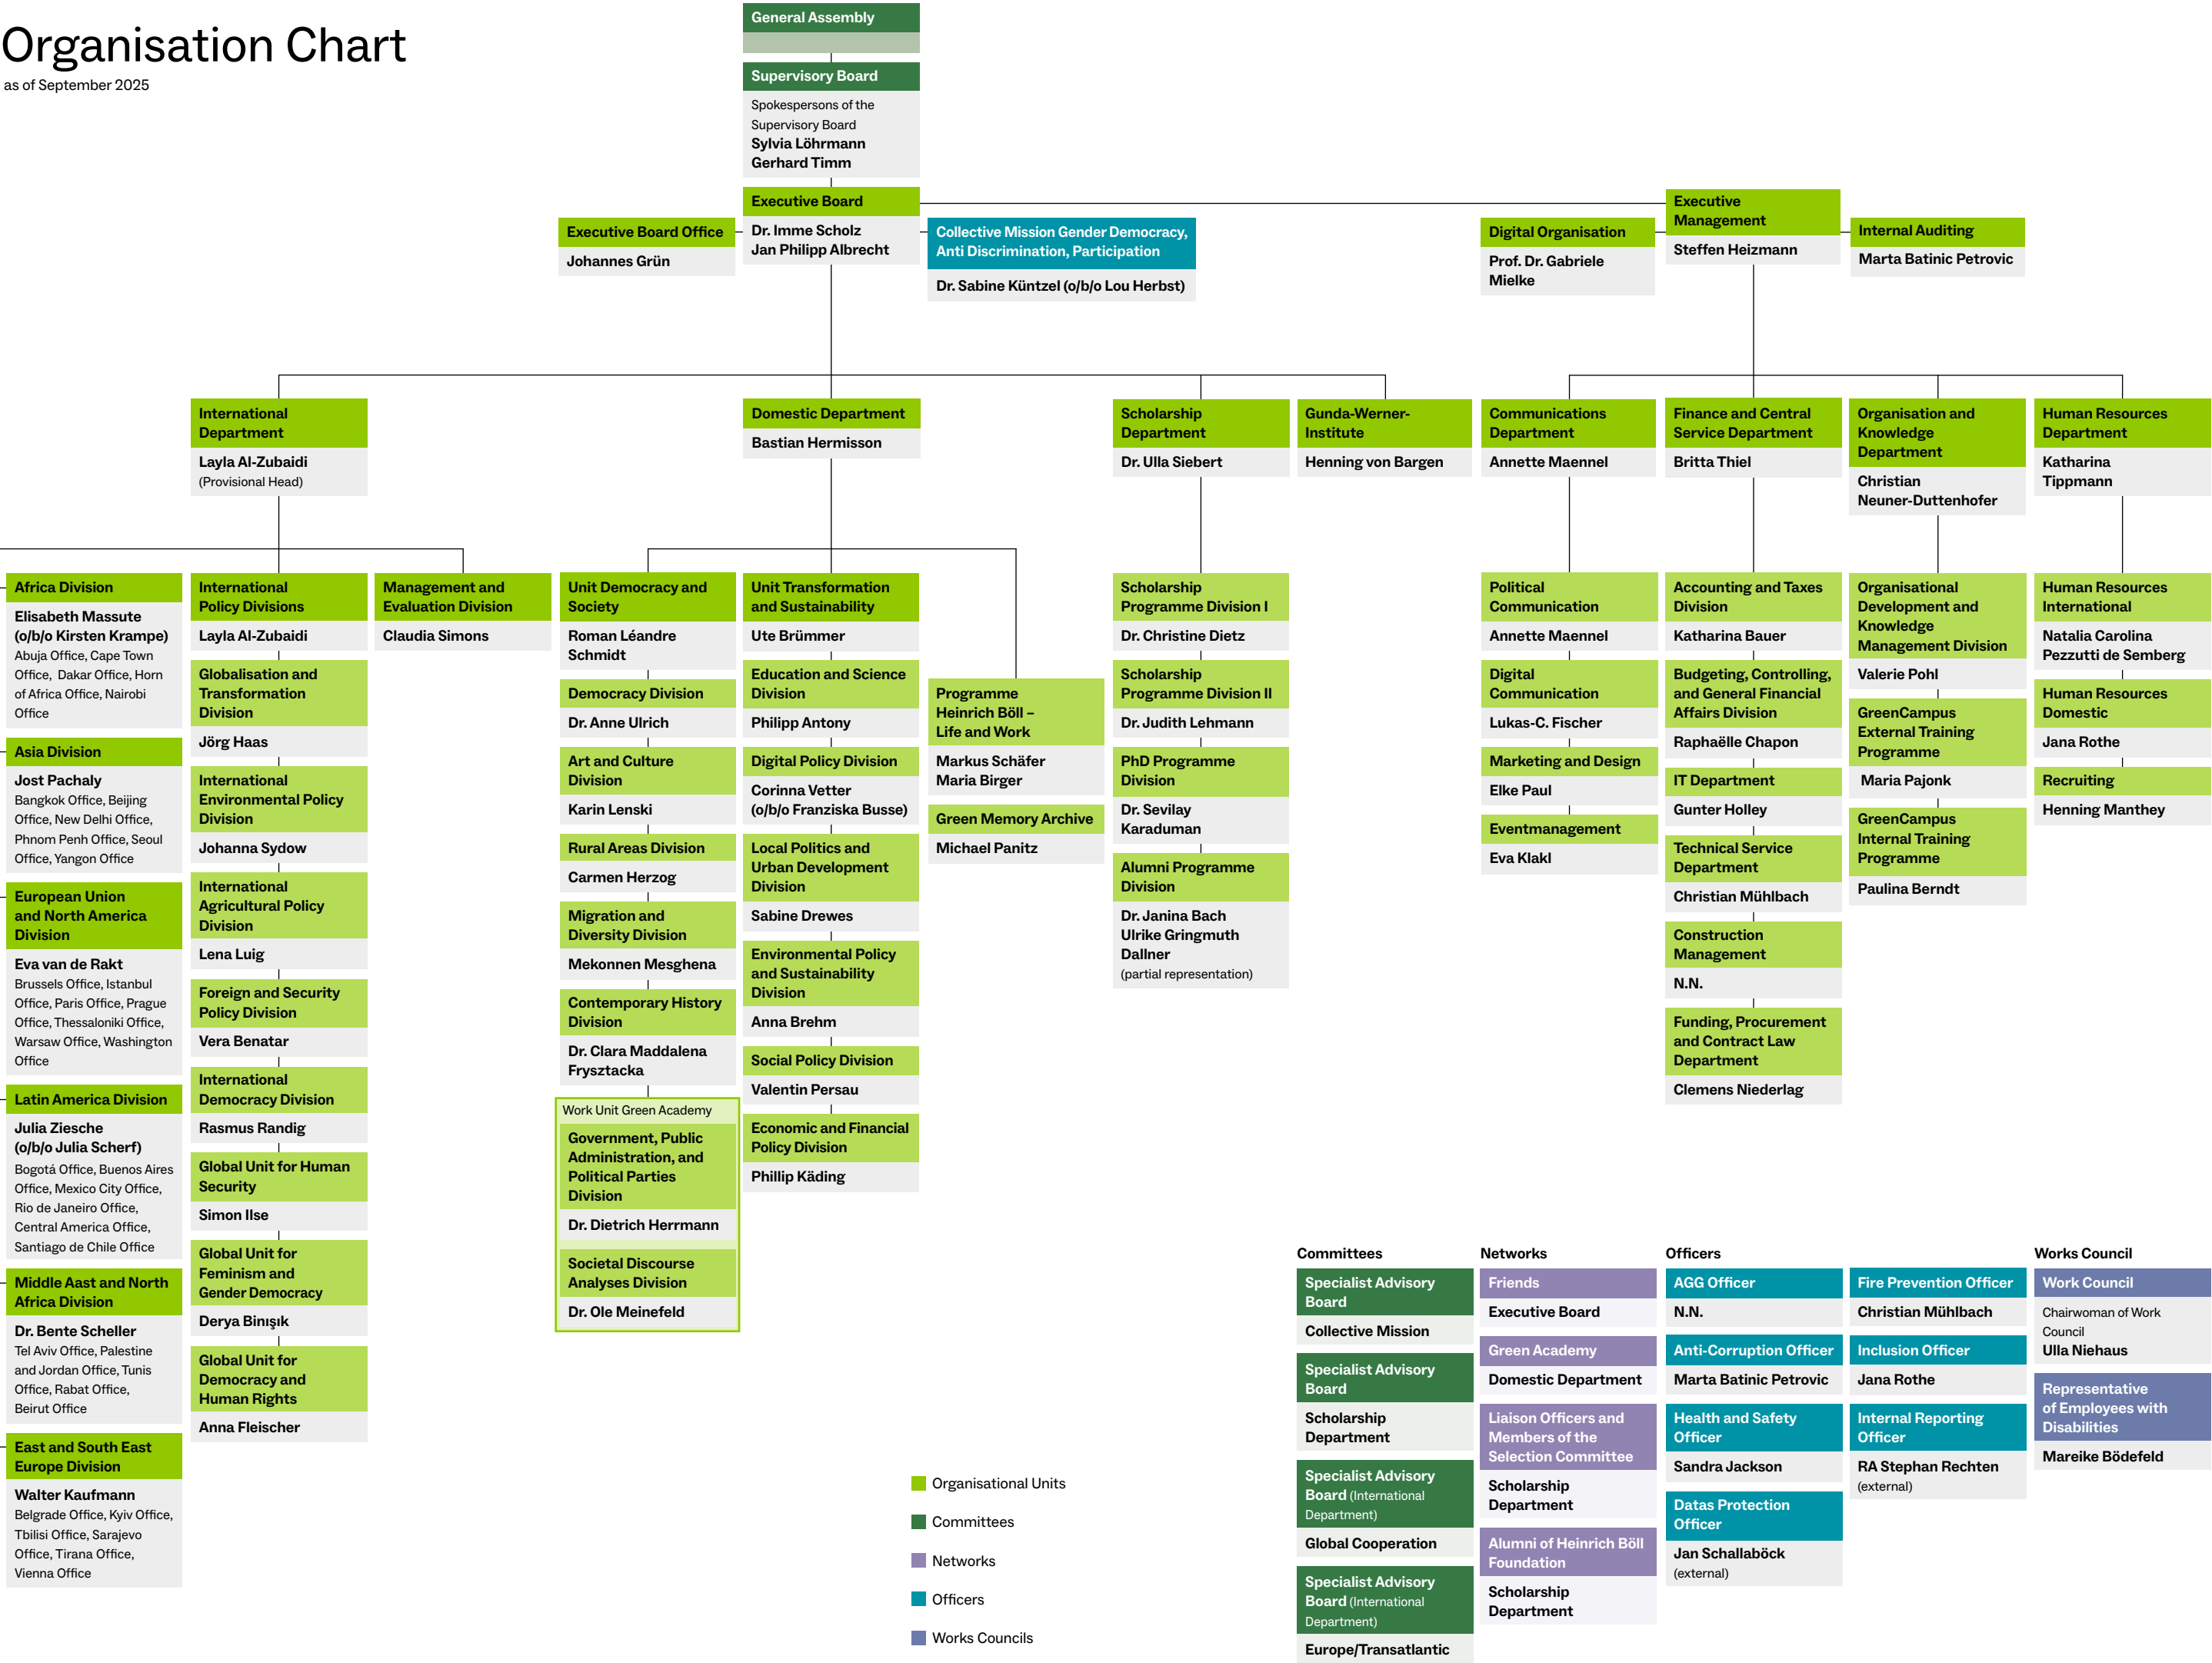 Organisation Chart
as of September 2025
General Assembly
Supervisory Board
Spokespersons of the
Supervisory Board
Sylvia Löhrmann
Gerhard Timm
Executive Board
Dr. Imme Scholz
Jan Philipp Albrecht
Executive Board Office
Johannes Grün
Collective Mission Gender Democracy,
Anti Discrimination, Participation
Dr. Sabine Küntzel (o/b/o Lou Herbst)
Digital Organisation
Prof. Dr. Gabriele
Mielke
Executive
Management
Steffen Heizmann
Internal Auditing
Marta Batinic Petrovic
International
Department
Layla Al-Zubaidi
(Provisional Head)
Domestic Department
Bastian Hermisson
Scholarship
Department
Dr. Ulla Siebert
Gunda-Werner-
Institute
Henning von Bargen
Communications
Department
Annette Maennel
Finance and Central
Service Department
Britta Thiel
Organisation and
Knowledge
Department
Christian
Neuner-Duttenhofer
Human Resources
Department
Katharina
Tippmann
Africa Division
Elisabeth Massute
(o/b/o Kirsten Krampe)
Abuja Office, Cape Town
Office, Dakar Office, Horn
of Africa Office, Nairobi
Office
Asia Division
Jost Pachaly
Bangkok Office, Beijing
Office, New Delhi Office,
Phnom Penh Office, Seoul
Office, Yangon Office
European Union
and North America
Division
Eva van de Rakt
Brussels Office, Istanbul
Office, Paris Office, Prague
Office, Thessaloniki Office,
Warsaw Office, Washington
Office
Latin America Division
Julia Ziesche
(o/b/o Julia Scherf)
Bogotá Office, Buenos Aires
Office, Mexico City Office,
Rio de Janeiro Office,
Central America Office,
Santiago de Chile Office
Middle Aast and North
Africa Division
Dr. Bente Scheller
Tel Aviv Office, Palestine
and Jordan Office, Tunis
Office, Rabat Office,
Beirut Office
East and South East
Europe Division
Walter Kaufmann
Belgrade Office, Kyiv Office,
Tbilisi Office, Sarajevo
Office, Tirana Office,
Vienna Office
International
Policy Divisions
Layla Al-Zubaidi
Globalisation and
Transformation
Division
Jörg Haas
International
Environmental Policy
Division
Johanna Sydow
International
Agricultural Policy
Division
Lena Luig
Foreign and Security
Policy Division
Vera Benatar
International
Democracy Division
Rasmus Randig
Global Unit for Human
Security
Simon Ilse
Global Unit for
Feminism and
Gender Democracy
Derya Binışık
Global Unit for
Democracy and
Human Rights
Anna Fleischer
Management and
Evaluation Division
Claudia Simons
Unit Democracy and
Society
Roman Léandre
Schmidt
Democracy Division
Dr. Anne Ulrich
Art and Culture
Division
Karin Lenski
Rural Areas Division
Carmen Herzog
Migration and
Diversity Division
Mekonnen Mesghena
Contemporary History
Division
Dr. Clara Maddalena
Frysztacka
Work Unit Green Academy
Government, Public
Administration, and
Political Parties
Division
Dr. Dietrich Herrmann
Societal Discourse
Analyses Division
Dr. Ole Meinefeld
Unit Transformation
and Sustainability
Ute Brümmer
Education and Science
Division
Philipp Antony
Digital Policy Division
Corinna Vetter
(o/b/o Franziska Busse)
Local Politics and
Urban Development
Division
Sabine Drewes
Environmental Policy
and Sustainability
Division
Anna Brehm
Social Policy Division
Valentin Persau
Economic and Financial
Policy Division
Phillip Käding
Programme
Heinrich Böll –
Life and Work
Markus Schäfer
Maria Birger
Green Memory Archive
Michael Panitz
Scholarship
Programme Division I
Dr. Christine Dietz
Scholarship
Programme Division II
Dr. Judith Lehmann
PhD Programme
Division
Dr. Sevilay
Karaduman
Alumni Programme
Division
Dr. Janina Bach
Ulrike Gringmuth
Dallner
(partial representation)
Political
Communication
Annette Maennel
Digital
Communication
Lukas-C. Fischer
Marketing and Design
Elke Paul
Eventmanagement
Eva Klakl
Accounting and Taxes
Division
Katharina Bauer
Budgeting, Controlling,
and General Financial
Affairs Division
Raphaëlle Chapon
IT Department
Gunter Holley
Technical Service
Department
Christian Mühlbach
Construction
Management
N.N.
Funding, Procurement
and Contract Law
Department
Clemens Niederlag
Organisational
Development and
Knowledge
Management Division
Valerie Pohl
GreenCampus
External Training
Programme
Maria Pajonk
GreenCampus
Internal Training
Programme
Paulina Berndt
Human Resources
International
Natalia Carolina
Pezzutti de Semberg
Human Resources
Domestic
Jana Rothe
Recruiting
Henning Manthey
Organisational Units
Committees
Networks
Officers
Works Councils
Committees
Specialist Advisory
Board
Collective Mission
Specialist Advisory
Board
Scholarship
Department
Specialist Advisory
Board (International
Department)
Global Cooperation
Specialist Advisory
Board (International
Department)
Europe/Transatlantic
Networks
Friends
Executive Board
Green Academy
Domestic Department
Liaison Officers and
Members of the
Selection Committee
Scholarship
Department
Alumni of Heinrich Böll
Foundation
Scholarship
Department
Officers
AGG Officer
N.N.
Anti-Corruption Officer
Marta Batinic Petrovic
Health and Safety
Officer
Sandra Jackson
Datas Protection
Officer
Jan Schallaböck
(external)
Fire Prevention Officer
Christian Mühlbach
Inclusion Officer
Jana Rothe
Internal Reporting
Officer
RA Stephan Rechten
(external)
Works Council
Work Council
Chairwoman of Work
Council
Ulla Niehaus
Representative
of Employees with
Disabilities
Mareike Bödefeld